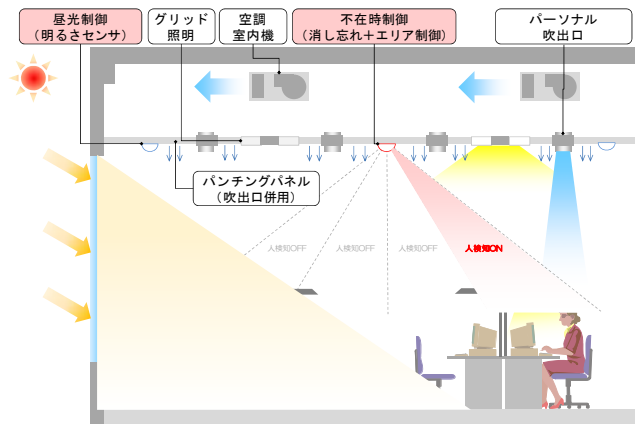 昼光制御
(明るさセンサ)
グリッド
照明
空調
室内機
不在時制御
(消し忘れ+エリア制御)
パーソナル
吹出口
パンチングパネル
(吹出口併用)
人検知OFF
人検知OFF
人検知OFF
人検知ON